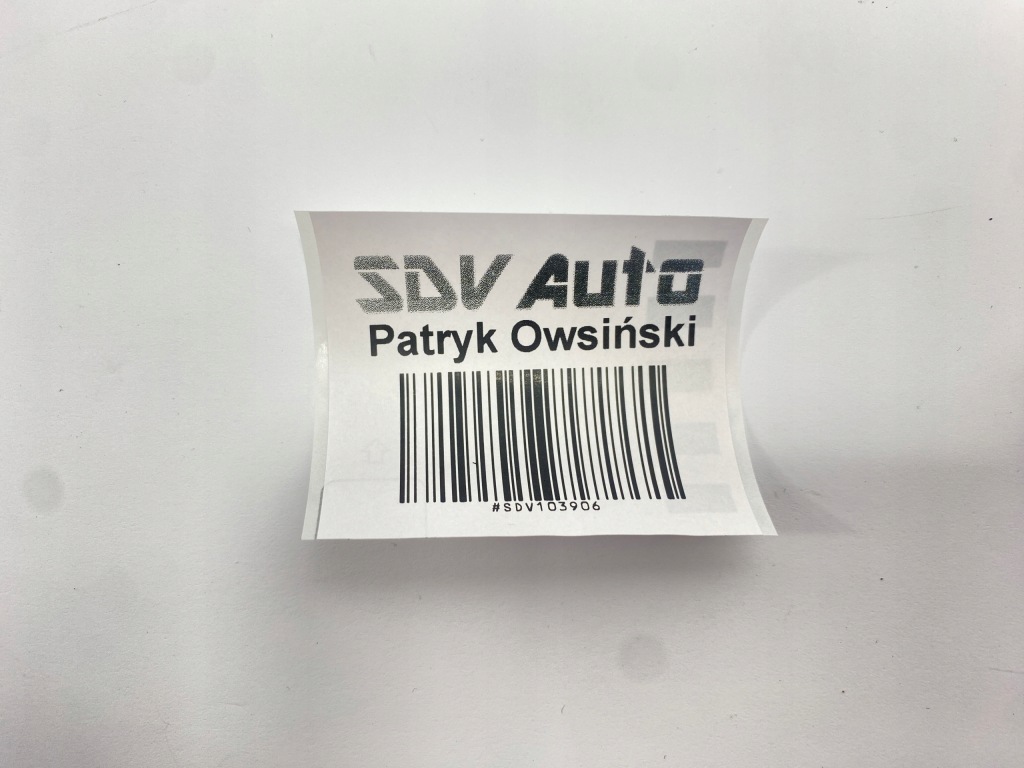 SDV Auto
Patryk Owsiński
#SDV103906